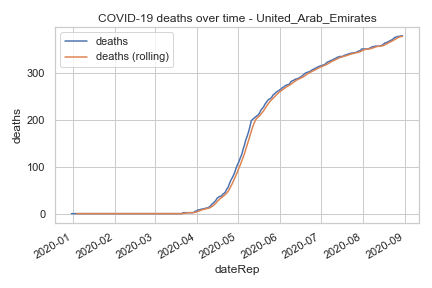 COVID-19 deaths over time - United_Arab_Emirates
deaths
deaths (rolling)
300
200
100
0
deaths
2020-01
2020-02
2020-03
2020-04
2020-05
2020-06
2020-07
2020-08
2020-09
dateRep